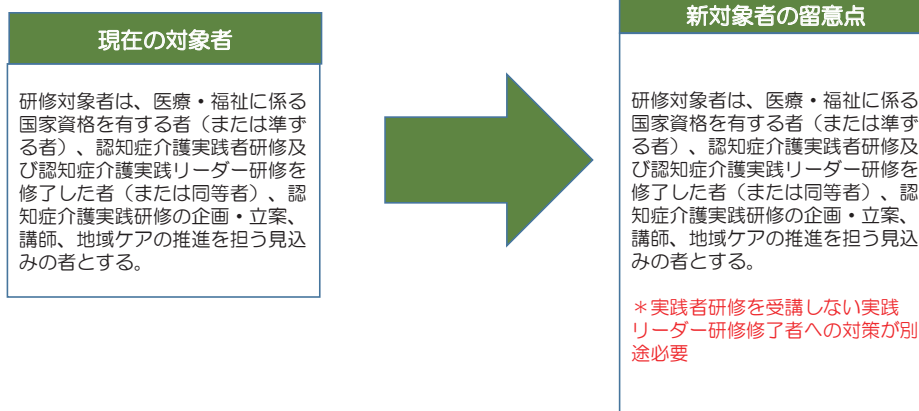 現在の対象者
研修対象者は、医療・福祉に係る
国家資格を有する者（または準ず
る者）、認知症介護実践者研修及
び認知症介護実践リーダー研修を
修了した者（または同等者）、認
知症介護実践研修の企画・立案、
講師、地域ケアの推進を担う見込
みの者とする。
新対象者の留意点
研修対象者は、医療・福祉に係る
国家資格を有する者（または準ず
る者）、認知症介護実践者研修及
び認知症介護実践リーダー研修を
修了した者（または同等者）、認
知症介護実践研修の企画・立案、
講師、地域ケアの推進を担う見込
みの者とする。
＊実践者研修を受講しない実践
リーダー研修修了者への対策が別
途必要